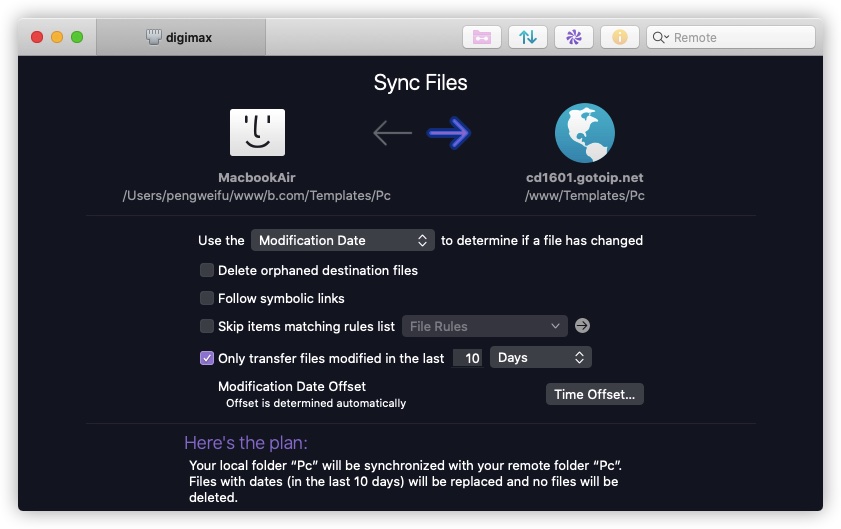 digimax
Remote
Sync Files
MacbookAir
/Users/pengweifu/www/b.com/Templates/Pc
cd1601.gotoip.net
/www/Templates/Pc
Use the Modification Date to determine if a file has changed
Delete orphaned destination files
Follow symbolic links
Skip items matching rules list File Rules
Only transfer files modified in the last 10 Days
Modification Date Offset
Offset is determined automatically
Time Offset...
Here's the plan:
Your local folder “Pc” will be synchronized with your remote folder “Pc”.
Files with dates (in the last 10 days) will be replaced and no files will be
deleted.